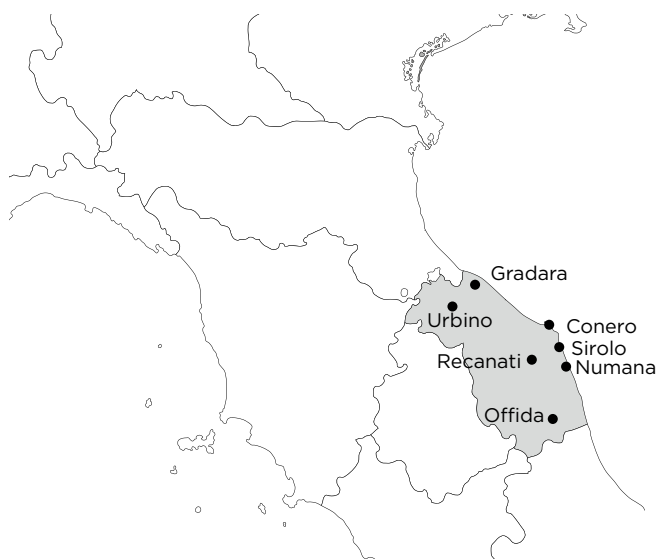 Gradara
Urbino
Conero
Sirolo
Recanati
Numana
Offida